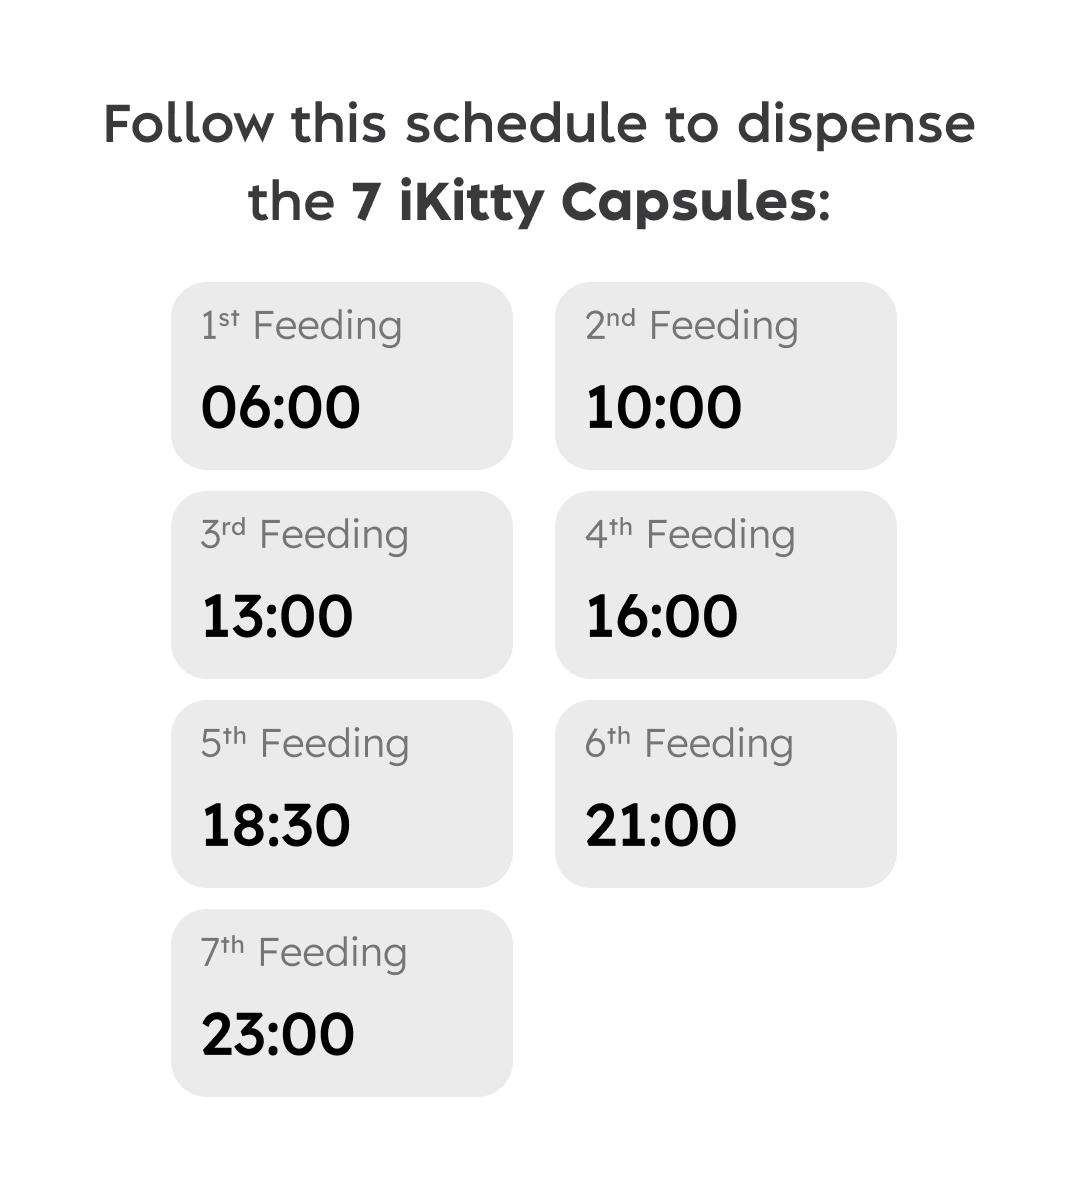 Follow this schedule to dispense
the 7 iKitty Capsules:
1st Feeding
06:00
2nd Feeding
10:00
3rd Feeding
13:00
4th Feeding
16:00
5th Feeding
18:30
6th Feeding
21:00
7th Feeding
23:00